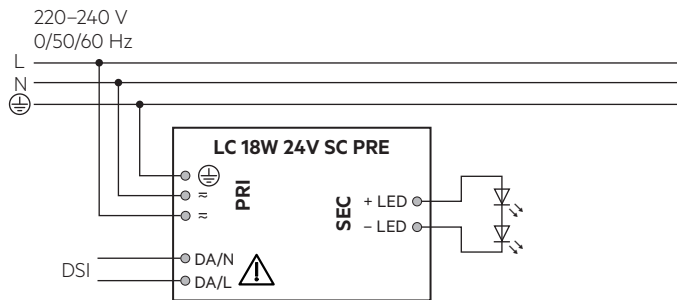 220–240 V
0/50/60 Hz
L
N
LC 18W 24V SC PRE
PRI
≂
≂
SEC
+ LED
– LED
DSI
DA/N
DA/L